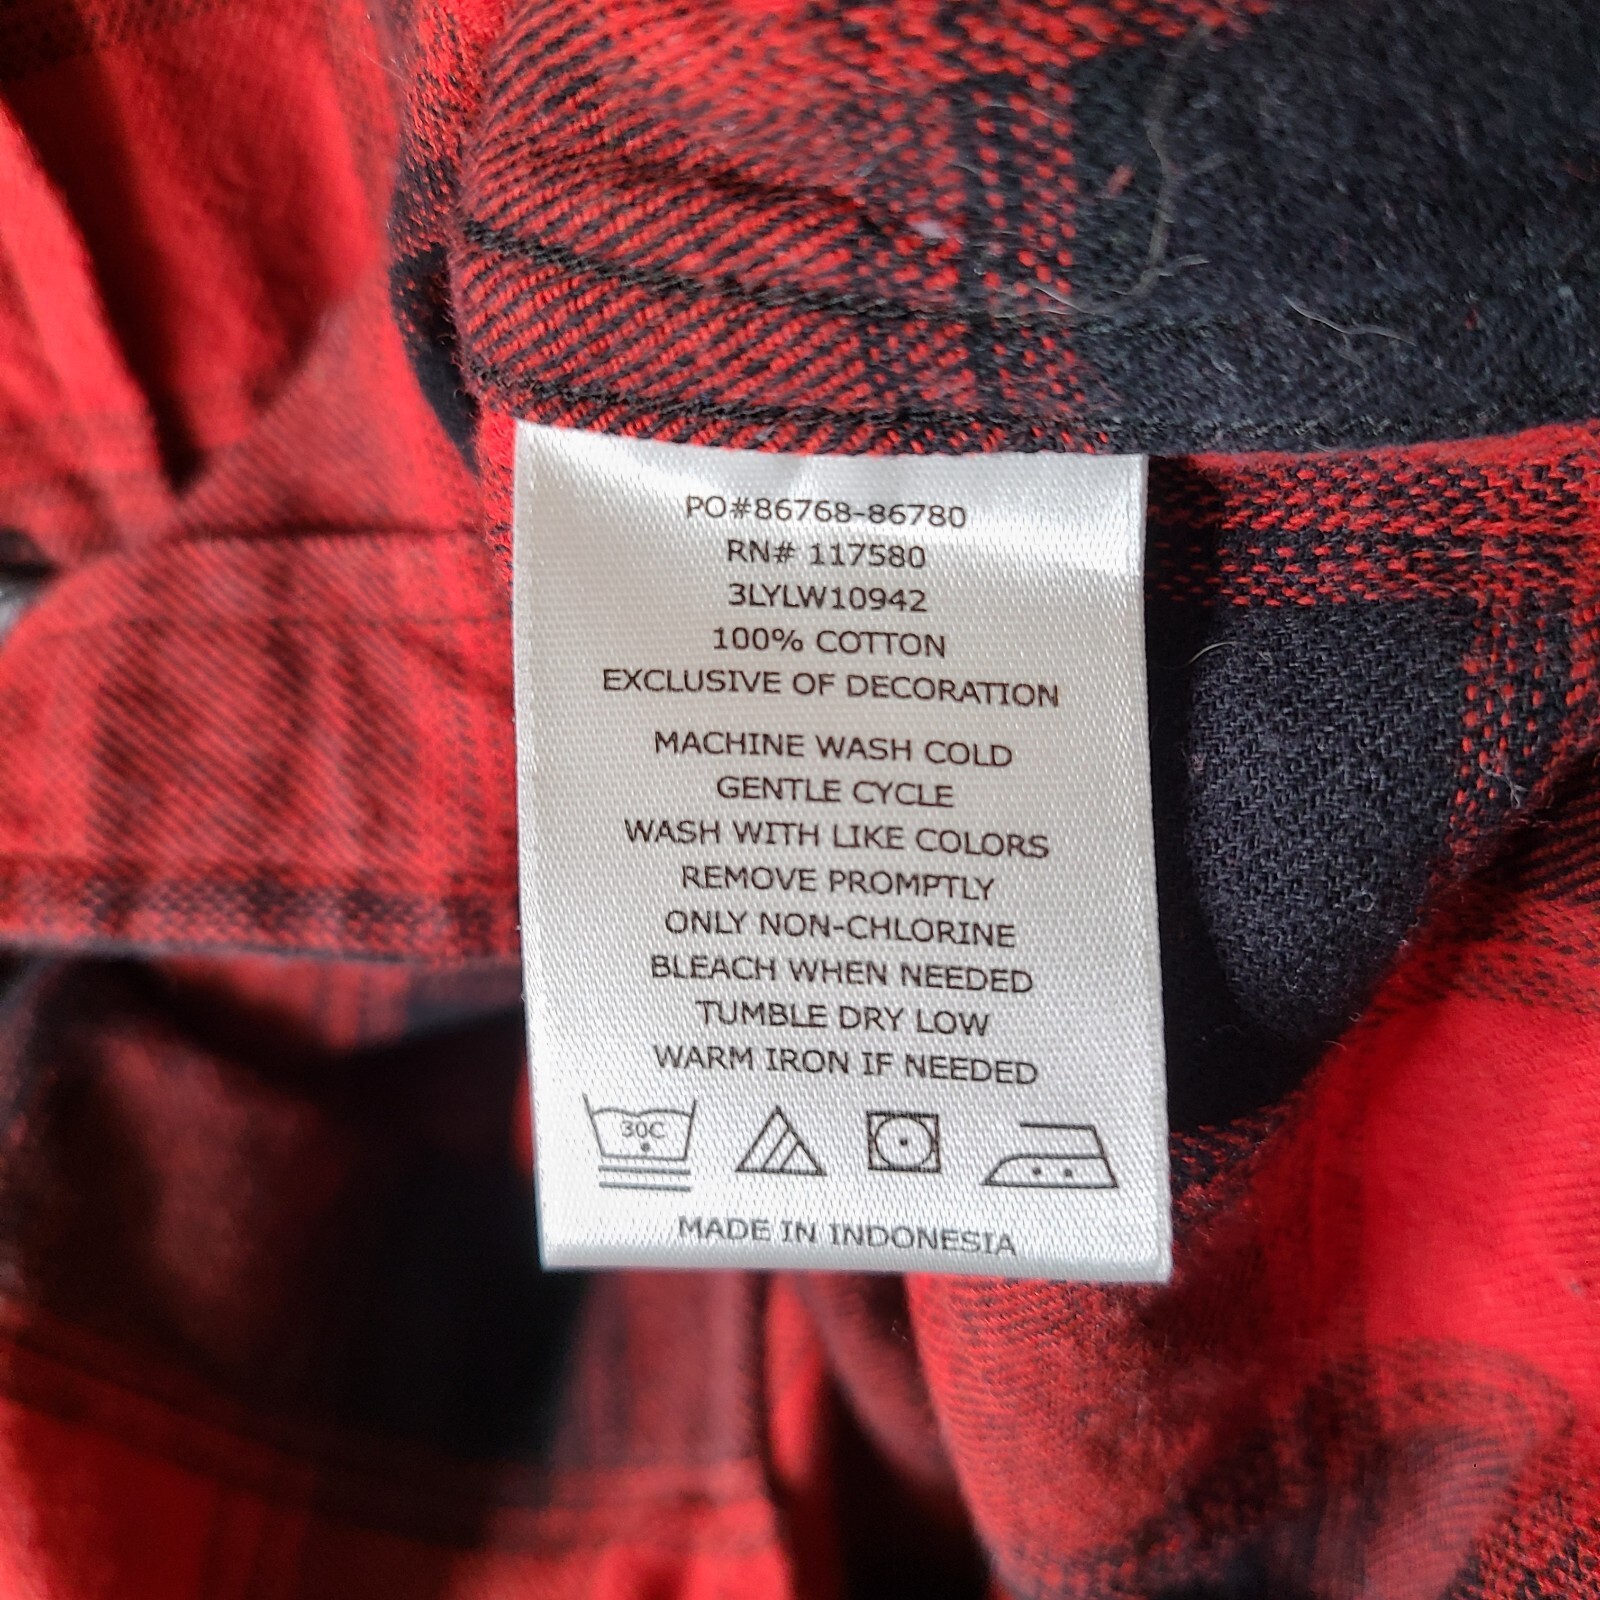 PO#86768-86780
RN# 117580
3LYLW10942
100% COTTON
EXCLUSIVE OF DECORATION
MACHINE WASH COLD
GENTLE CYCLE
WASH WITH LIKE COLORS
REMOVE PROMPTLY
ONLY NON-CHLORINE
BLEACH WHEN NEEDED
TUMBLE DRY LOW
WARM IRON IF NEEDED
30C
MADE IN INDONESIA